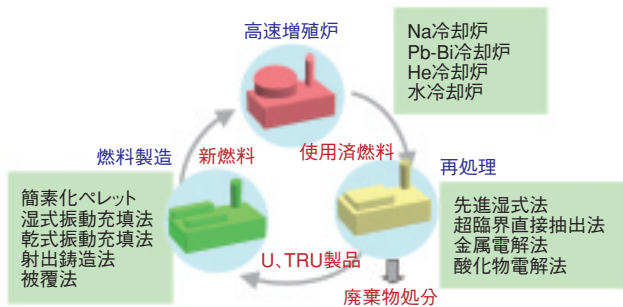 高速増殖炉
Na冷却炉
Pb-Bi冷却炉
He冷却炉
水冷却炉
燃料製造
新燃料
使用済燃料
再処理
簡素化ペレット
湿式振動充填法
乾式振動充填法
射出鋳造法
被覆法
先進湿式法
超臨界直接抽出法
金属電解法
酸化物電解法
U、TRU製品
廃棄物処分